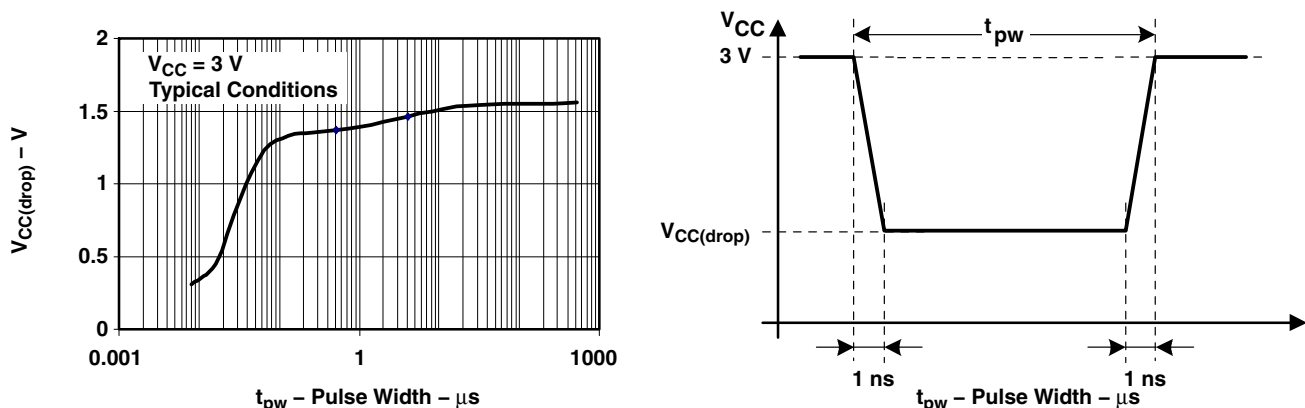 2
1.5
1
0.5
0
V_CC(drop) – V
V_CC = 3 V
Typical Conditions
0.001
1
1000
t_pw – Pulse Width – μs
V_CC
3 V
t_pw
V_CC(drop)
1 ns
1 ns
t_pw – Pulse Width – μs